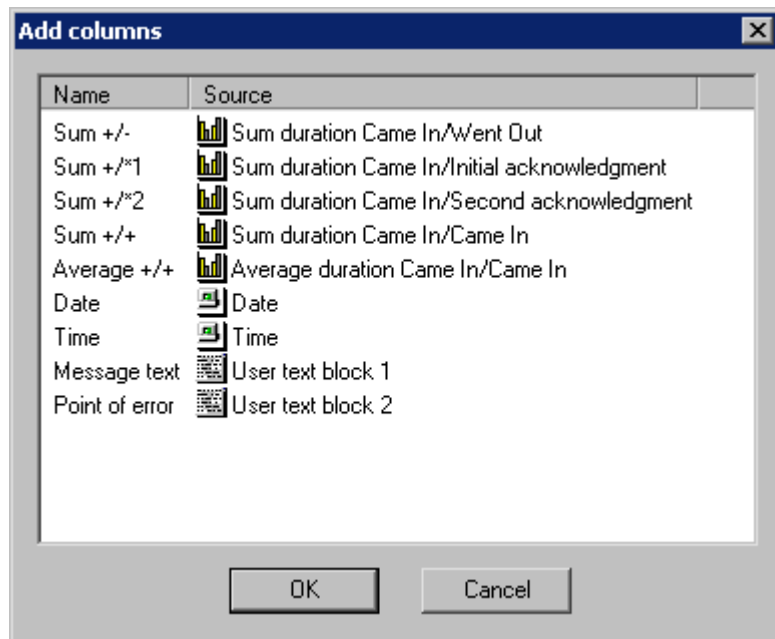 Add columns
Name Source
Sum +/- Sum duration Came In/Went Out
Sum +/*1 Sum duration Came In/Initial acknowledgment
Sum +/*2 Sum duration Came In/Second acknowledgment
Sum +/+ Sum duration Came In/Came In
Average +/+ Average duration Came In/Came In
Date Date
Time Time
Message text User text block 1
Point of error User text block 2
OK Cancel